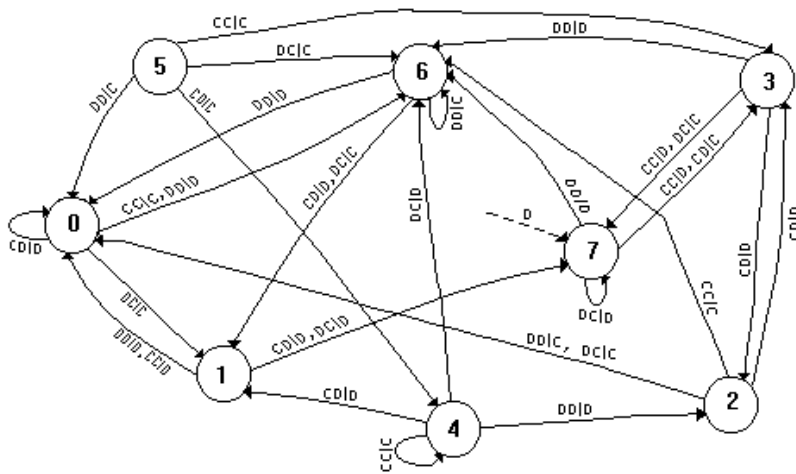 CC|C
DD|D
5
DC|C
6
3
DD|C
CD|C
DD|D
DD|C
CC|D, DC|C
CC|D, CD|D
CC|C, DD|D
CD|D, DC|C
DC|D
DD|D
D
0
7
CD|D
CD|D
CD|D
DC|C
DC|D
CC|C
DD|D, CC|D
CD|D, DC|D
DD|C, DC|C
1
CD|D
4
DD|D
2
CC|C